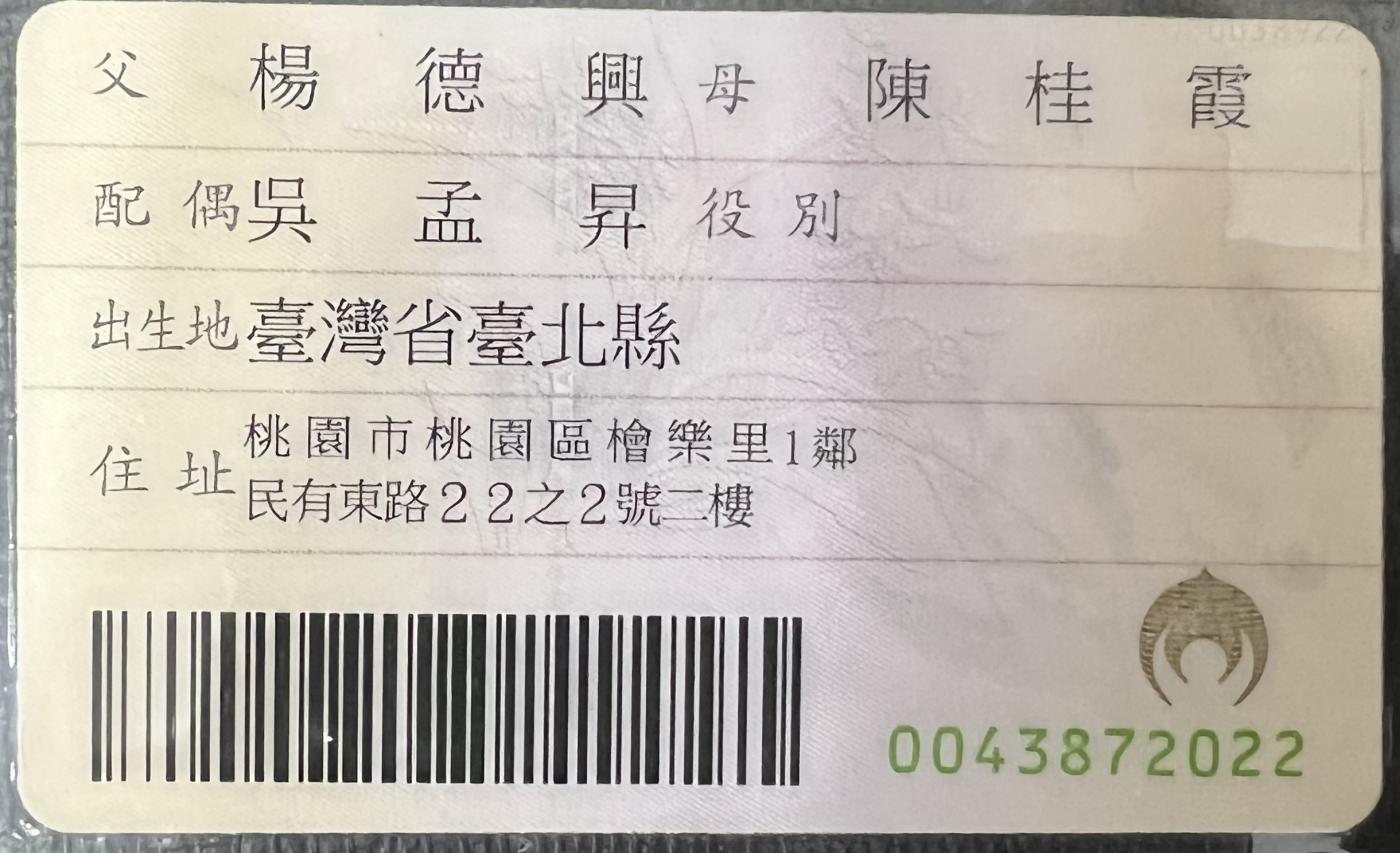 父 楊德興 母 陳桂霞
配偶 吳孟昇 役別
出生地 臺灣省臺北縣
住址 桃園市桃園區檜樂里1鄰
民有東路22之2號二樓
0043872022